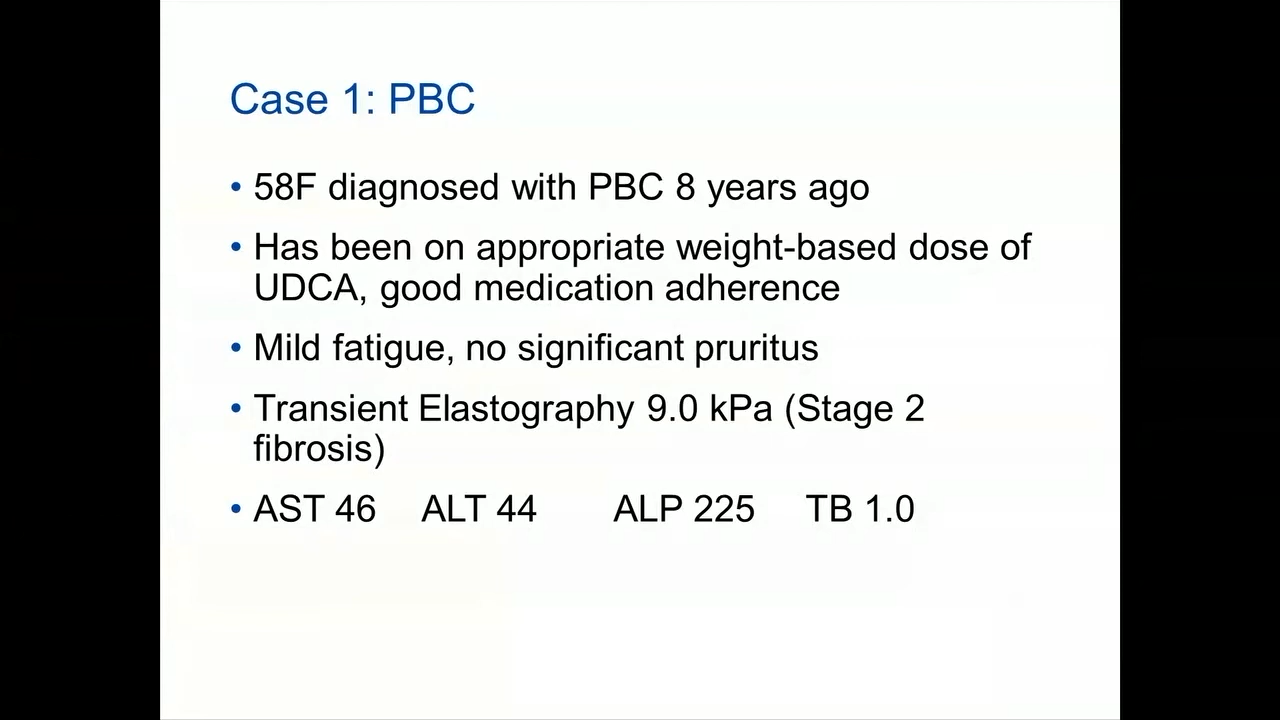 Case 1: PBC
• 58F diagnosed with PBC 8 years ago
• Has been on appropriate weight-based dose of
UDCA, good medication adherence
• Mild fatigue, no significant pruritus
• Transient Elastography 9.0 kPa (Stage 2
fibrosis)
• AST 46 ALT 44 ALP 225 TB 1.0